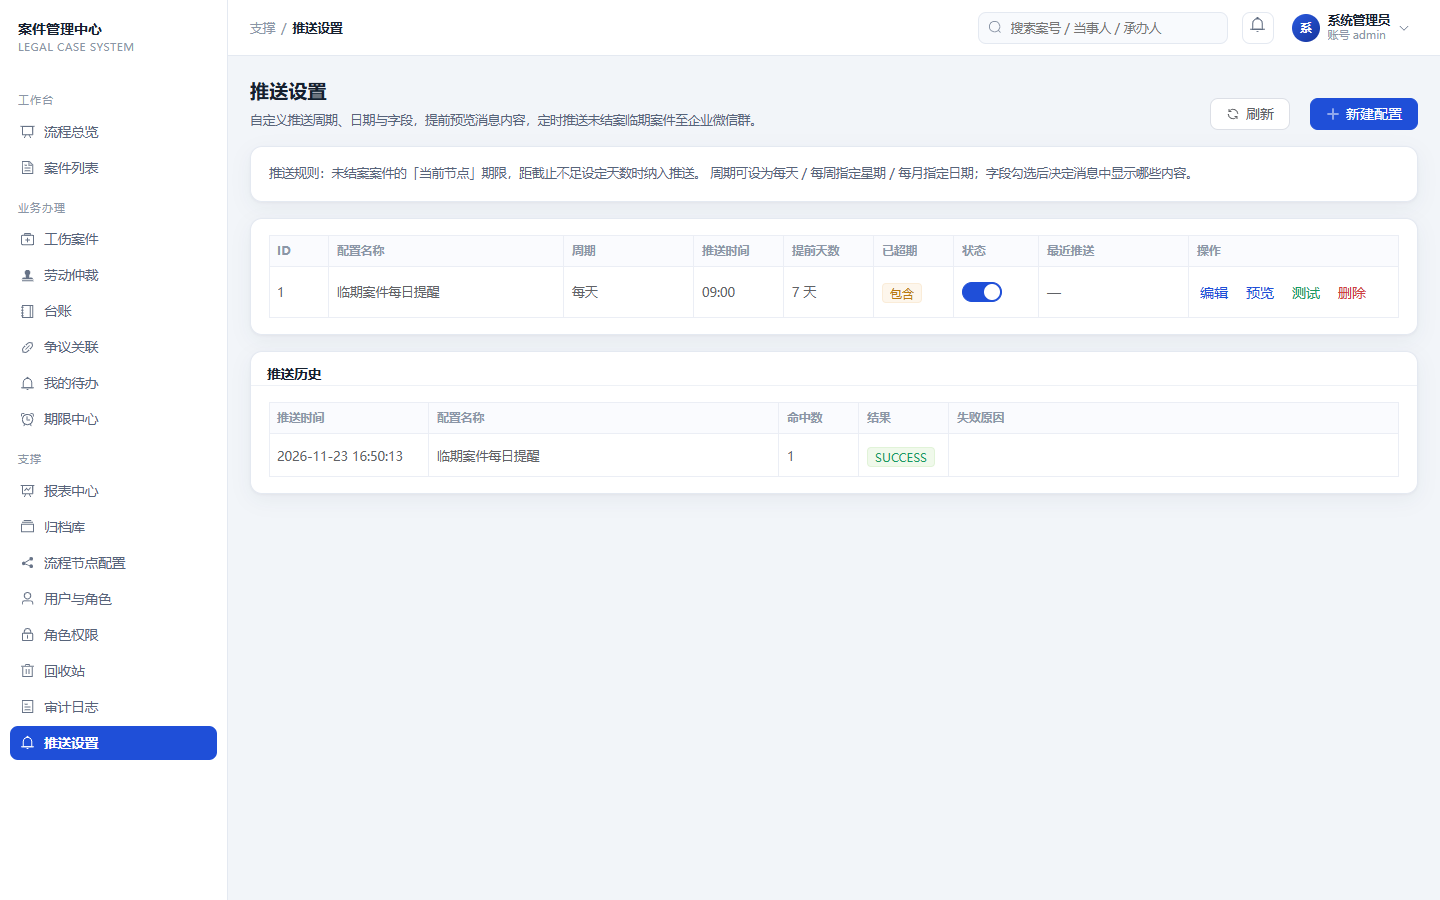 案件管理中心
LEGAL CASE SYSTEM
工作台
流程总览
案件列表
业务办理
工伤案件
劳动仲裁
台账
争议关联
我的待办
期限中心
支撑
报表中心
归档库
流程节点配置
用户与角色
角色权限
回收站
审计日志
推送设置
支撑 / 推送设置
搜索案号 / 当事人 / 承办人
系
系统管理员
账号 admin
推送设置
自定义推送周期、日期与字段，提前预览消息内容，定时推送未结案临期案件至企业微信群。
刷新
新建配置
推送规则：未结案案件的「当前节点」期限，距截止不足设定天数时纳入推送。 周期可设为每天 / 每周指定星期 / 每月指定日期；字段勾选后决定消息中显示哪些内容。
ID 配置名称 周期 推送时间 提前天数 已超期 状态 最近推送 操作
1 临期案件每日提醒 每天 09:00 7 天 包含 — 编辑 预览 测试 删除
推送历史
推送时间 配置名称 命中数 结果 失败原因
2026-11-23 16:50:13 临期案件每日提醒 1 SUCCESS